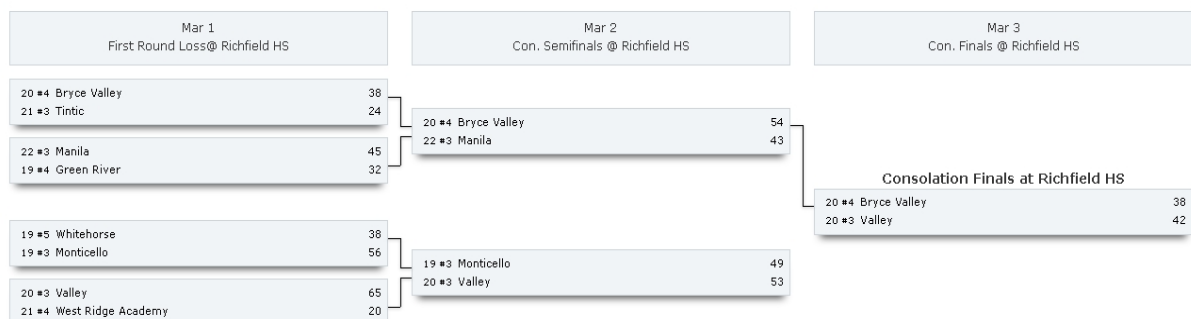 Mar 1
First Round Loss@ Richfield HS
Mar 2
Con. Semifinals @ Richfield HS
Mar 3
Con. Finals @ Richfield HS
20 #4 Bryce Valley 38
21 #3 Tintic 24
22 #3 Manila 45
19 #4 Green River 32
19 #5 Whitehorse 38
19 #3 Monticello 56
20 #3 Valley 65
21 #4 West Ridge Academy 20
20 #4 Bryce Valley 54
22 #3 Manila 43
19 #3 Monticello 49
20 #3 Valley 53
Consolation Finals at Richfield HS
20 #4 Bryce Valley 38
20 #3 Valley 42